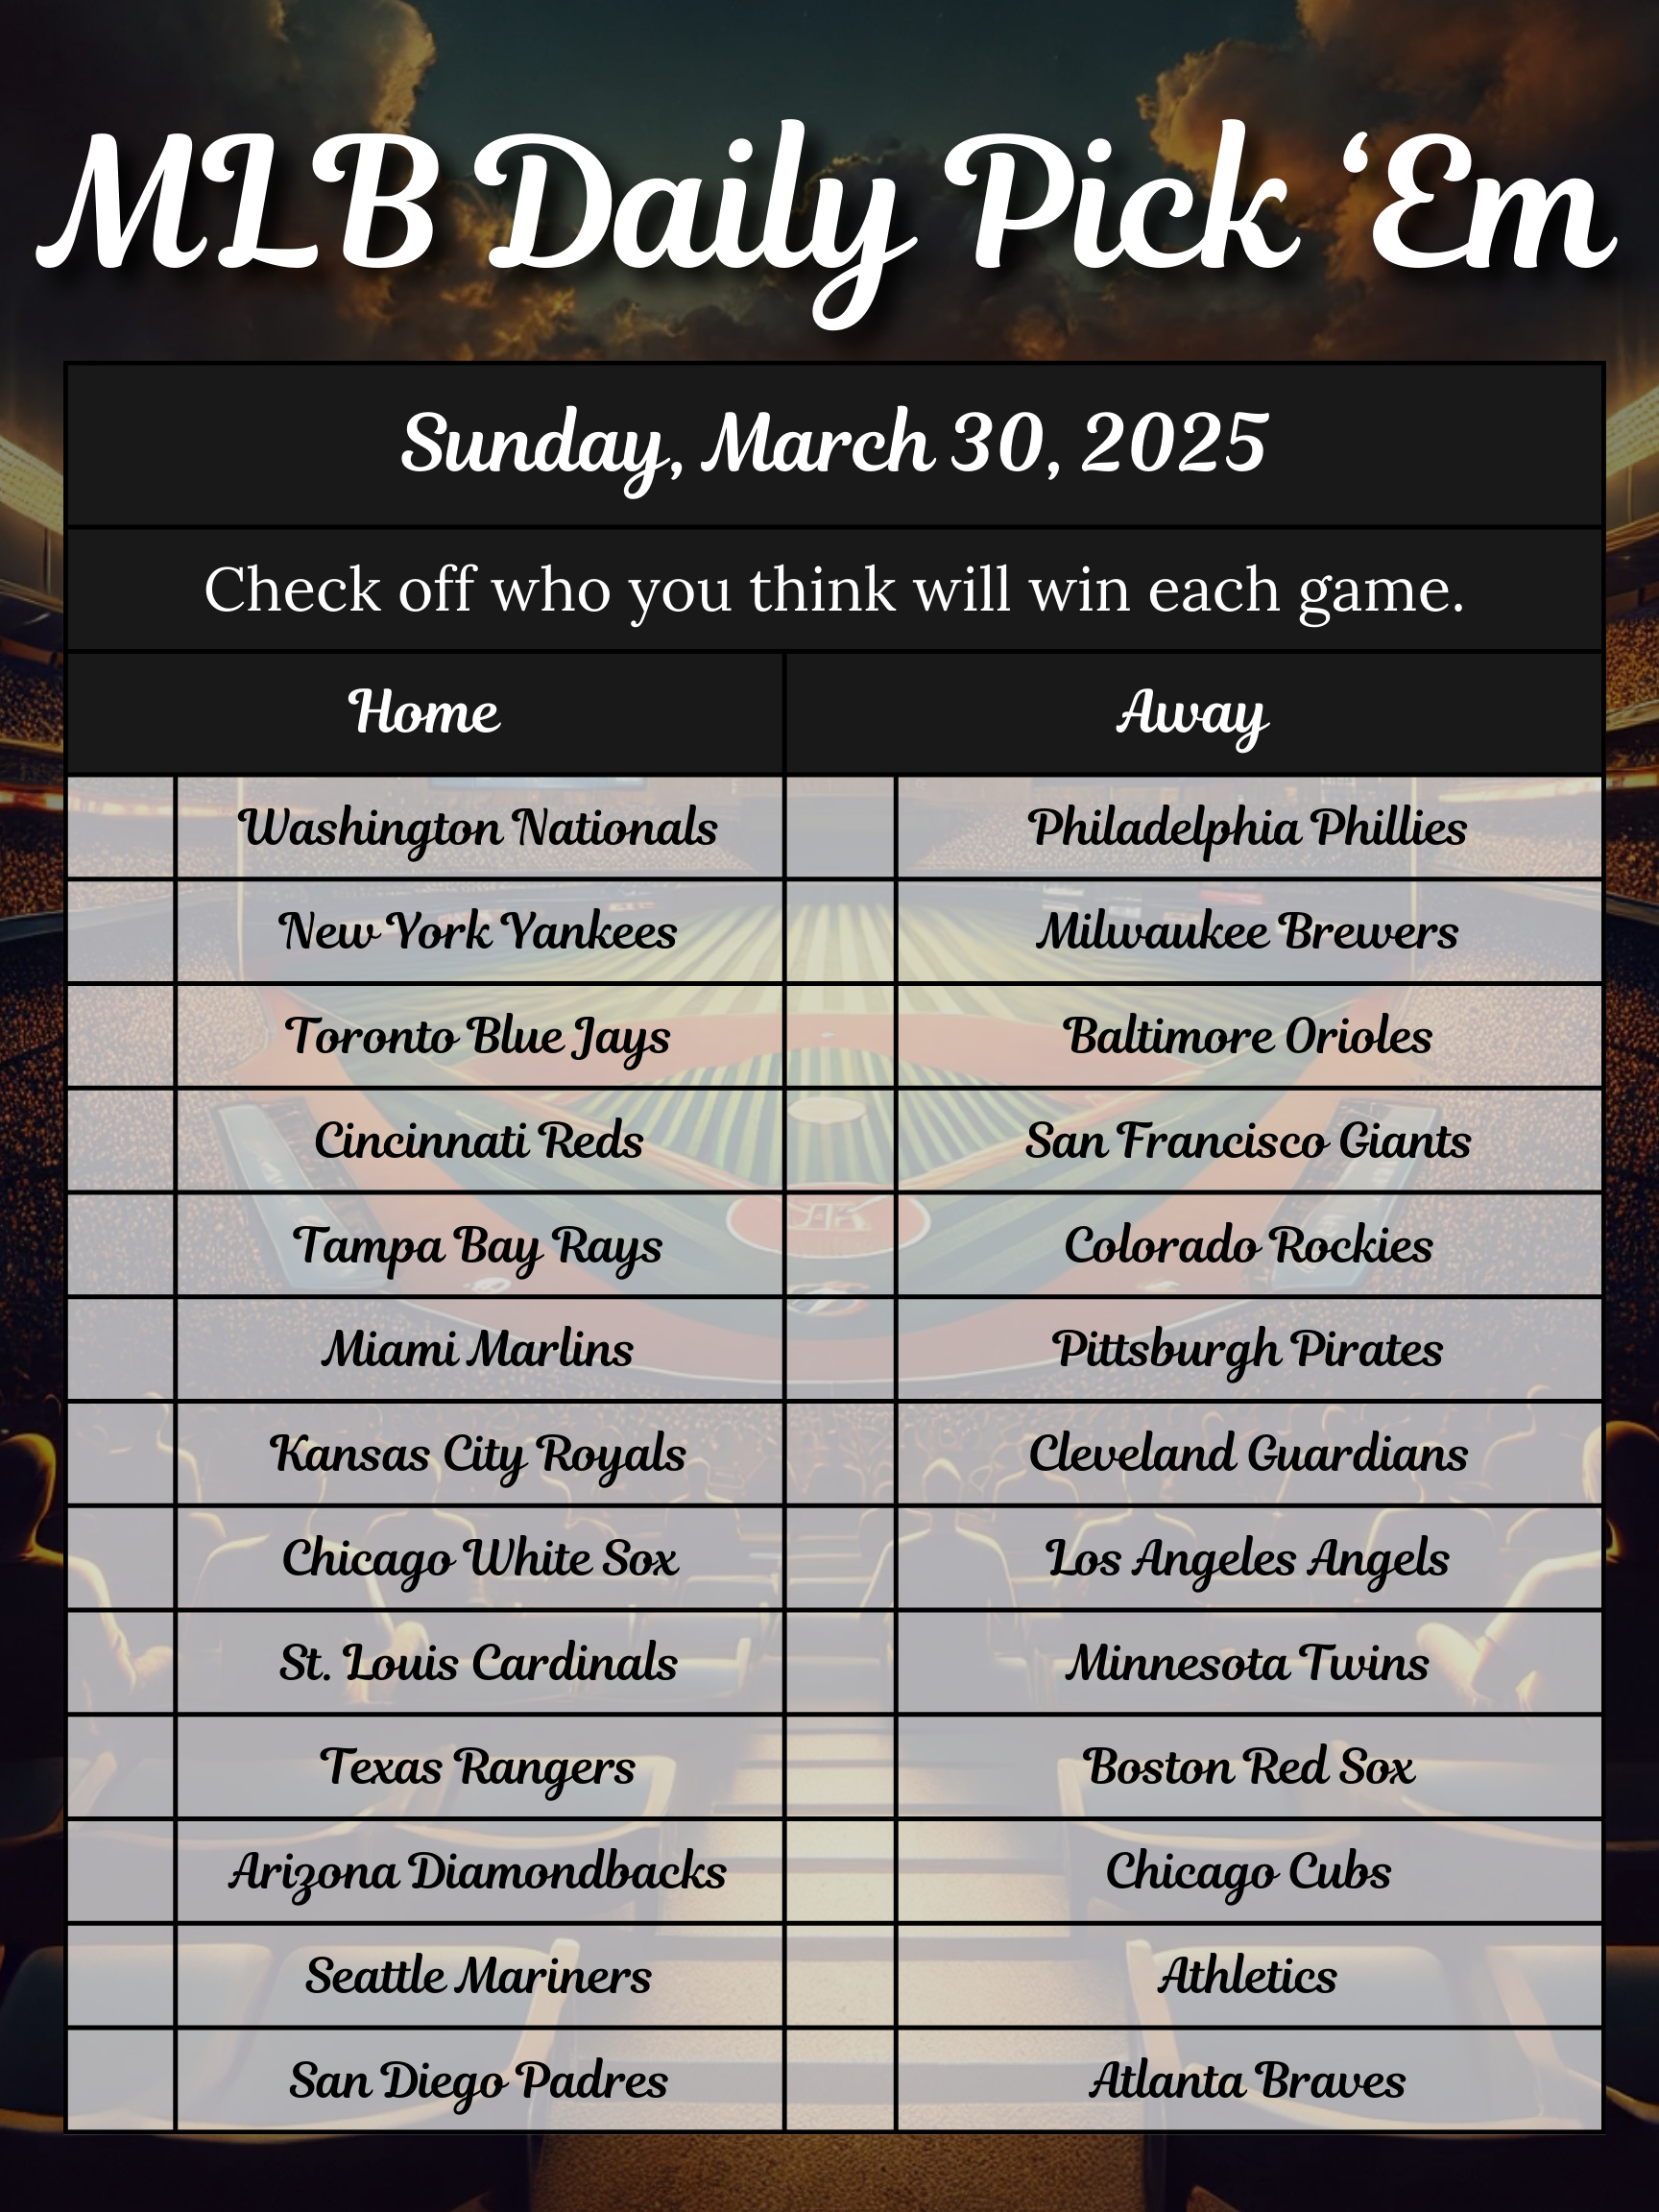 MLB Daily Pick ‘Em
Sunday, March 30, 2025
Check off who you think will win each game.
Home Away
Washington Nationals Philadelphia Phillies
New York Yankees Milwaukee Brewers
Toronto Blue Jays Baltimore Orioles
Cincinnati Reds San Francisco Giants
Tampa Bay Rays Colorado Rockies
Miami Marlins Pittsburgh Pirates
Kansas City Royals Cleveland Guardians
Chicago White Sox Los Angeles Angels
St. Louis Cardinals Minnesota Twins
Texas Rangers Boston Red Sox
Arizona Diamondbacks Chicago Cubs
Seattle Mariners Athletics
San Diego Padres Atlanta Braves